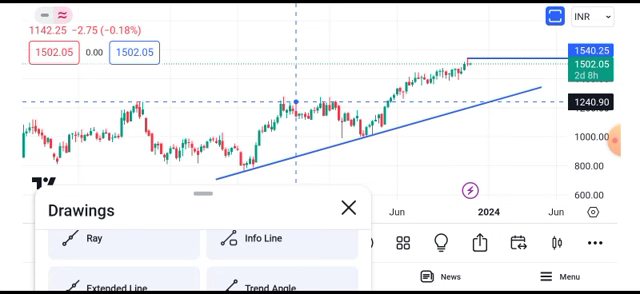 INR
1142.25 −2.75 (−0.18%)
1502.05 0.00 1502.05
1540.25
1502.05
2d 8h
1240.90
1000.00
800.00
600.00
Jun 2024 Jun
Drawings
Ray Info Line
Extended Line Trend Angle
News Menu